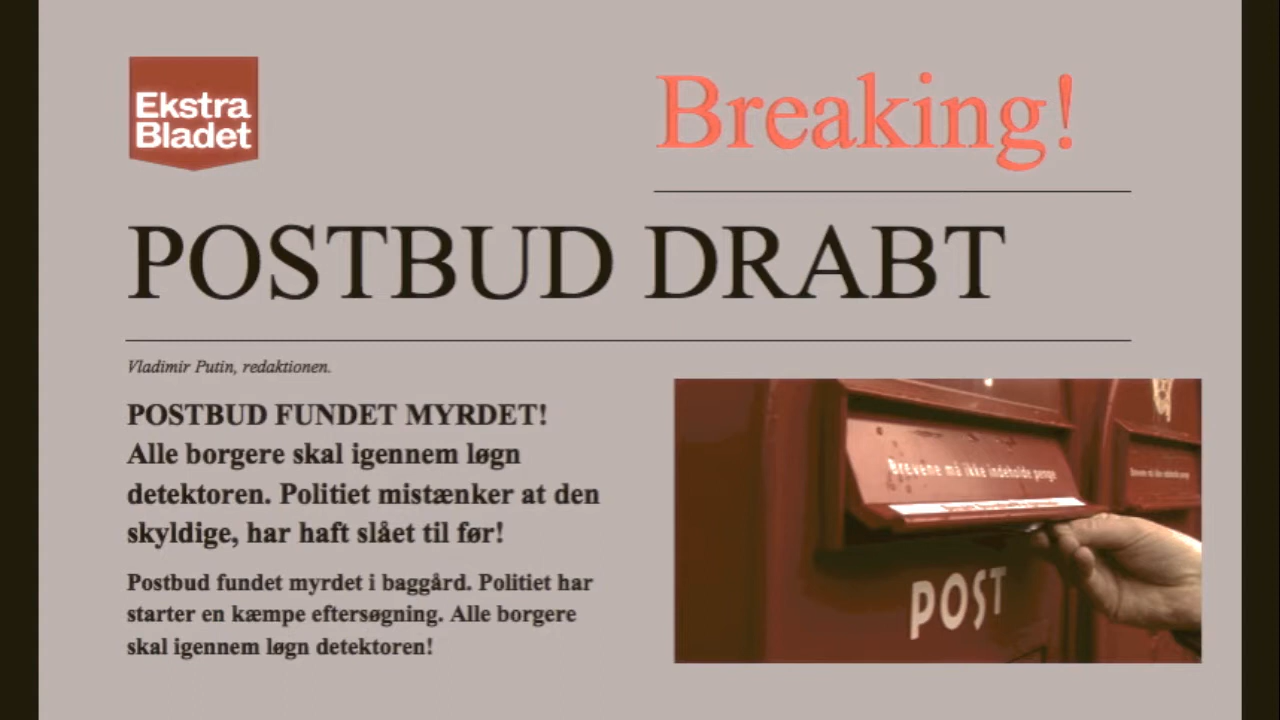 Ekstra
Bladet
Breaking!
POSTBUD DRABT
Vladimir Putin, redaktionen.
POSTBUD FUNDET MYRDET!
Alle borgere skal igennem løgn
detektoren. Politiet mistænker at den
skyldige, har haft slået til før!
Postbud fundet myrdet i baggård. Politiet har
starter en kæmpe eftersøgning. Alle borgere
skal igennem løgn detektoren!
Brevene må ikke indeholde penge
POST